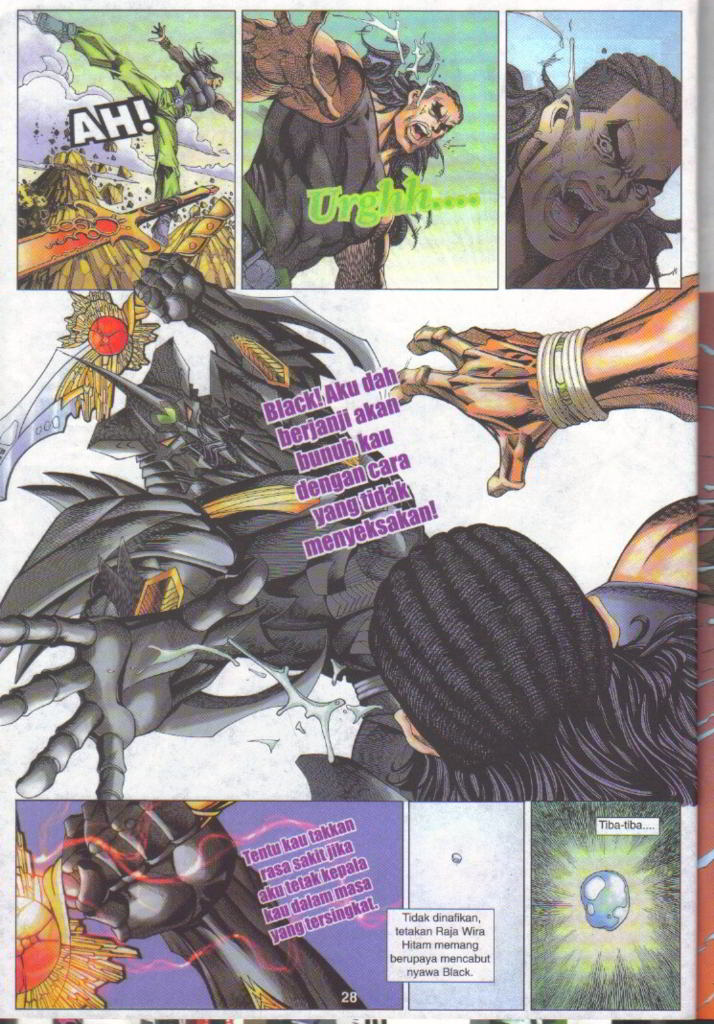 AH!
Urghh....
Black! Aku dah
berjanji akan
bunuh kau
dengan cara
yang tidak
menyeksakan!
Tentu kau takkan
rasa sakit jika
aku tetak kepala
kau dalam masa
yang tersingkat.
Tidak dinafikan,
tetakan Raja Wira
Hitam memang
berupaya mencabut
nyawa Black.
Tiba-tiba....
28